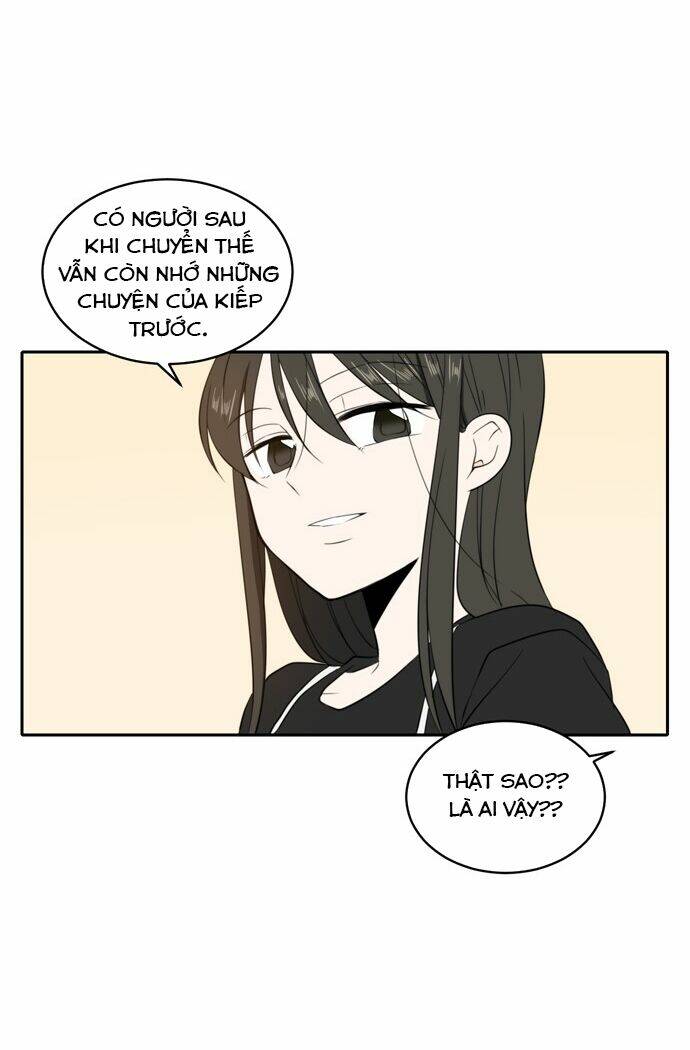 CÓ NGƯỜI SAU
KHI CHUYỂN THẾ
VẪN CÒN NHỚ NHỮNG
CHUYỆN CỦA KIẾP
TRƯỚC.
THẬT SAO??
LÀ AI VẬY??